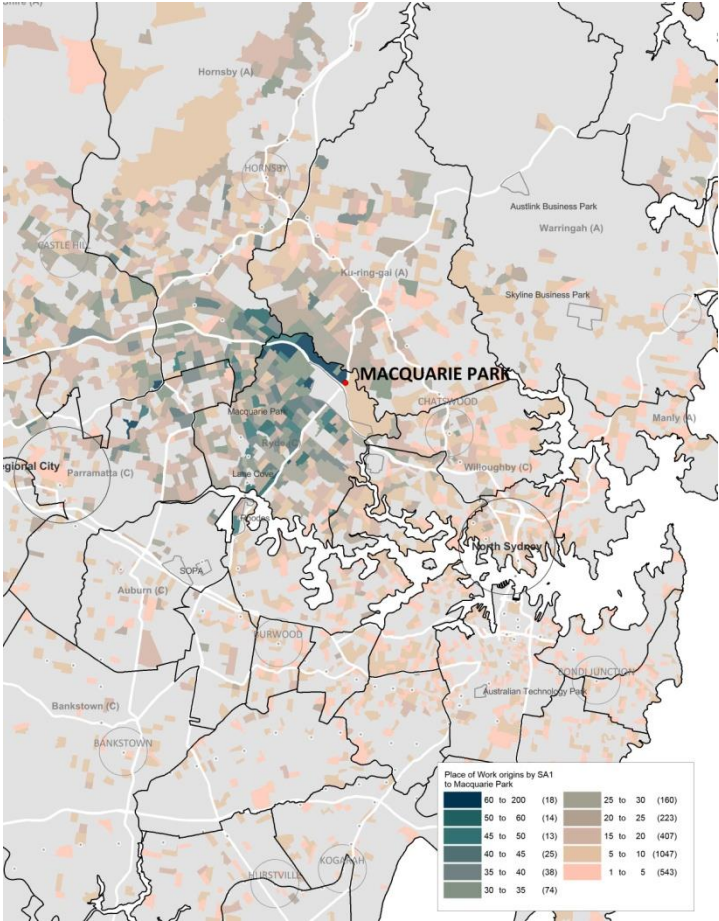 shire (A)
Hornsby (A)
HORNSBY
Austlink Business Park
Warringah (A)
CASTLE HILL
Ku-ring-gai (A)
Skyline Business Park
MACQUARIE PARK
CHATSWOOD
Macquarie Park
Manly (A)
Ryde
egional City
Parramatta (C)
Lane Cove
Willoughby (C)
Rhodes
North Sydney
SOPA
Auburn (C)
BURWOOD
BONDI JUNCTION
Australian Technology Park
Bankstown (C)
BANKSTOWN
KOGARAH
HURSTVILLE
Place of Work origins by SA1
to Macquarie Park
60 to 200 (18)
50 to 60 (14)
45 to 50 (13)
40 to 45 (25)
35 to 40 (38)
30 to 35 (74)
25 to 30 (160)
20 to 25 (223)
15 to 20 (407)
5 to 10 (1047)
1 to 5 (543)